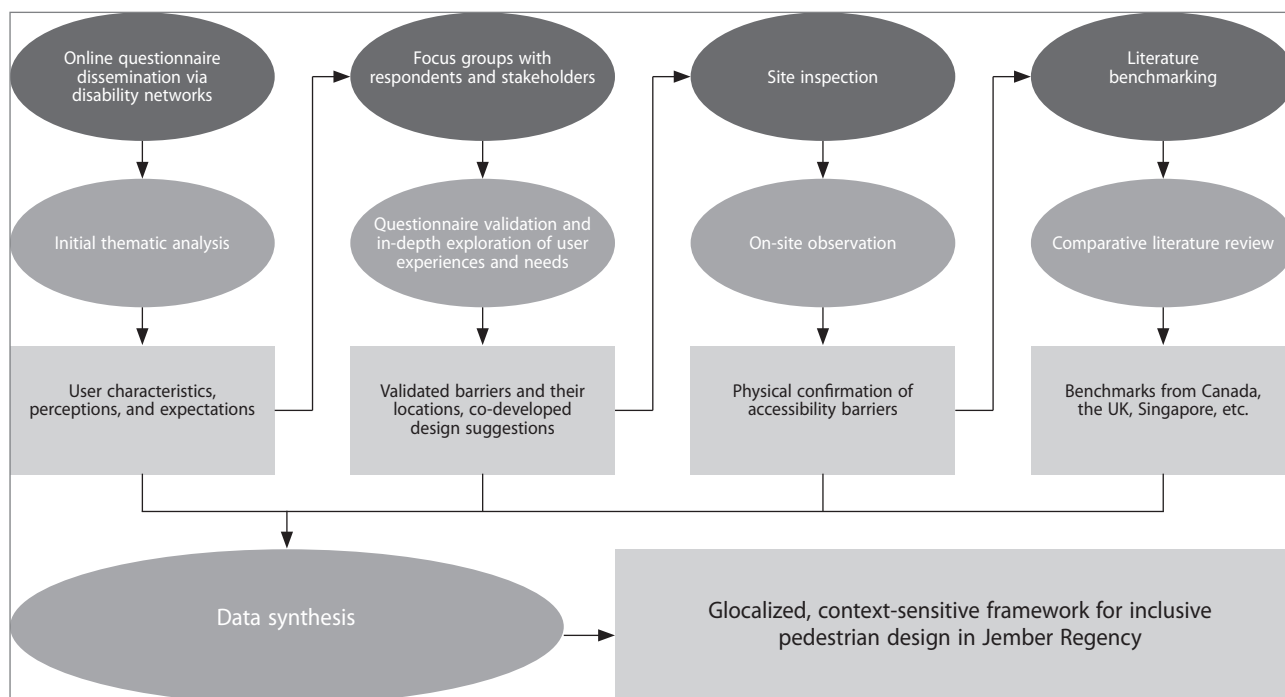 Online questionnaire
dissemination via
disability networks
Focus groups with
respondents and stakeholders
Site inspection
Literature
benchmarking
Initial thematic analysis
Questionnaire validation and
in-depth exploration of user
experiences and needs
On-site observation
Comparative literature review
User characteristics,
perceptions, and expectations
Validated barriers and their
locations, co-developed
design suggestions
Physical confirmation of
accessibility barriers
Benchmarks from Canada,
the UK, Singapore, etc.
Data synthesis
Glocalized, context-sensitive framework for inclusive
pedestrian design in Jember Regency